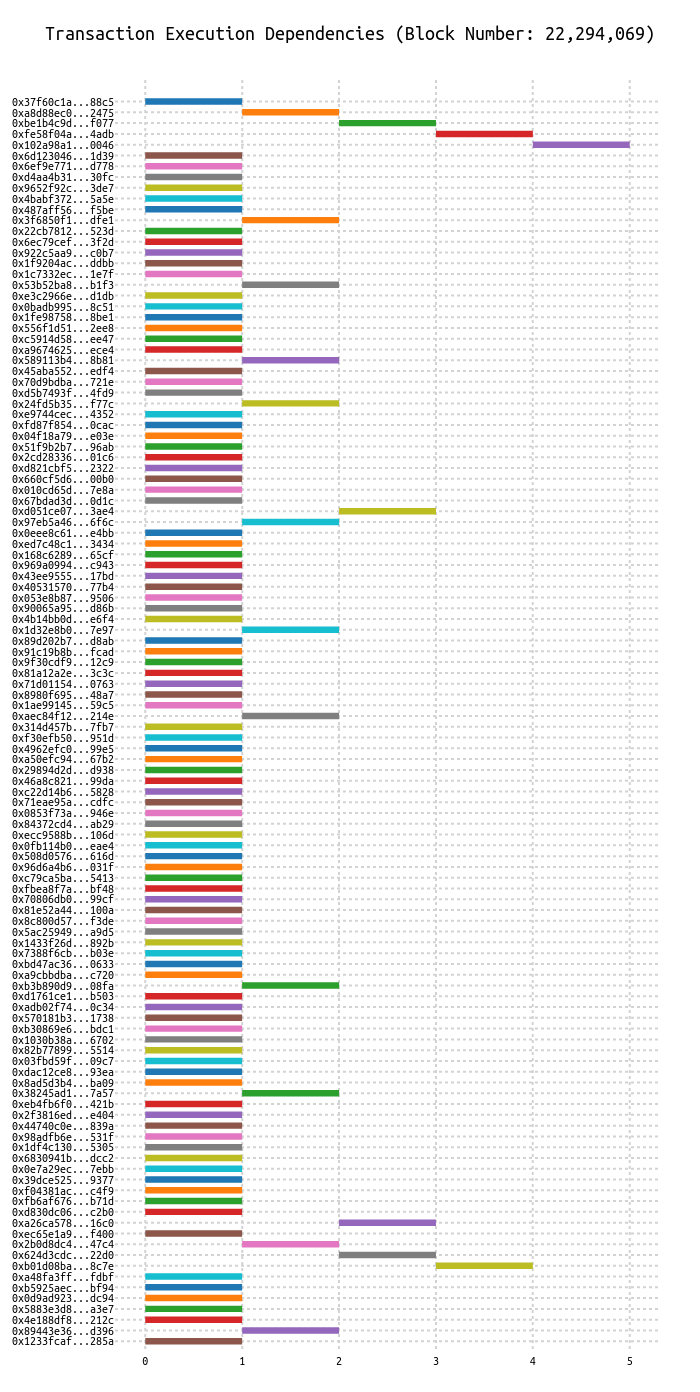 Transaction Execution Dependencies (Block Number: 22,294,069)
0x37f60c1a...88c5
0xa8d88ec0...2475
0xbe1b4c9d...f077
0xfe58f04a...4adb
0x102a98a1...0046
0x6d123046...1d39
0x6ef9e771...d778
0xd4aa4b31...30fc
0x9652f92c...3de7
0x4babf372...5a5e
0x487aff56...f5be
0x3f6850f1...dfe1
0x22cb7812...523d
0x6ec79cef...3f2d
0x922c5aa9...c0b7
0x1f9204ac...ddbb
0x1c7332ec...1e7f
0x53b52ba8...b1f3
0xe3c2966e...d1db
0x0badb995...8c51
0x1fe98758...8be1
0x556f1d51...2ee8
0xc5914d58...ee47
0xa9674625...ece4
0x589113b4...8b81
0x45aba552...edf4
0x70d9bdba...721e
0xd5b7493f...4fd9
0x24fd5b35...f77c
0xe9744cec...4352
0xfd87f854...0cac
0x04f18a79...e03e
0x51f9b2b7...96ab
0x2cd28336...01c6
0xd821cbf5...2322
0x660cf5d6...00b0
0x010cd65d...7e8a
0x67bdad3d...0d1c
0xd051ce07...3ae4
0x97eb5a46...6f6c
0x0eee8c61...e4bb
0xed7c48c1...3434
0x168c6289...65cf
0x969a0994...c943
0x43ee9555...17bd
0x40531570...77b4
0x053e8b87...9506
0x90065a95...d86b
0x4b14bb0d...e6f4
0x1d32e8b0...7e97
0x89d202b7...d8ab
0x91c19b8b...fcad
0x9f30cdf9...12c9
0x81a12a2e...3c3c
0x71d01154...0763
0x8980f695...48a7
0x1ae99145...59c5
0xaec84f12...214e
0x314d457b...7fb7
0xf30efb50...951d
0x4962efc0...99e5
0xa50efc94...67b2
0x29894d2d...d938
0x46a8c821...99da
0xc22d14b6...5828
0x71eae95a...cdfc
0x0853f73a...946e
0x84372cd4...ab29
0xecc9588b...106d
0x0fb114b0...eae4
0x508d0576...616d
0x96d6a4b6...031f
0xc79ca5ba...5413
0xfbea8f7a...bf48
0x70806db0...99cf
0x81e52a44...100a
0x8c800d57...f3de
0x5ac25949...a9d5
0x1433f26d...892b
0x7388f6cb...b03e
0xbd47ac36...0633
0xa9cbbdba...c720
0xb3b890d9...08fa
0xd1761ce1...b503
0xadb02f74...0c34
0x570181b3...1738
0xb30869e6...bdc1
0x1030b38a...6702
0x82b77899...5514
0x03fbd59f...09c7
0xdac12ce8...93ea
0x8ad5d3b4...ba09
0x38245ad1...7a57
0xeb4fb6f0...421b
0x2f3816ed...e404
0x44740c0e...839a
0x98adfb6e...531f
0x1df4c130...5305
0x6830941b...dcc2
0x0e7a29ec...7ebb
0x39dce525...9377
0xf04381ac...c4f9
0xfb6af676...b71d
0xd830dc06...c2b0
0xa26ca578...16c0
0xec65e1a9...f400
0x2b0d8dc4...47c4
0x624d3cdc...22d0
0xb01d08ba...8c7e
0xa48fa3ff...fdbf
0xb5925aec...bf94
0x0d9ad923...dc94
0x5883e3d8...a3e7
0x4e188df8...212c
0x89443e36...d396
0x1233fcaf...285a
0 1 2 3 4 5